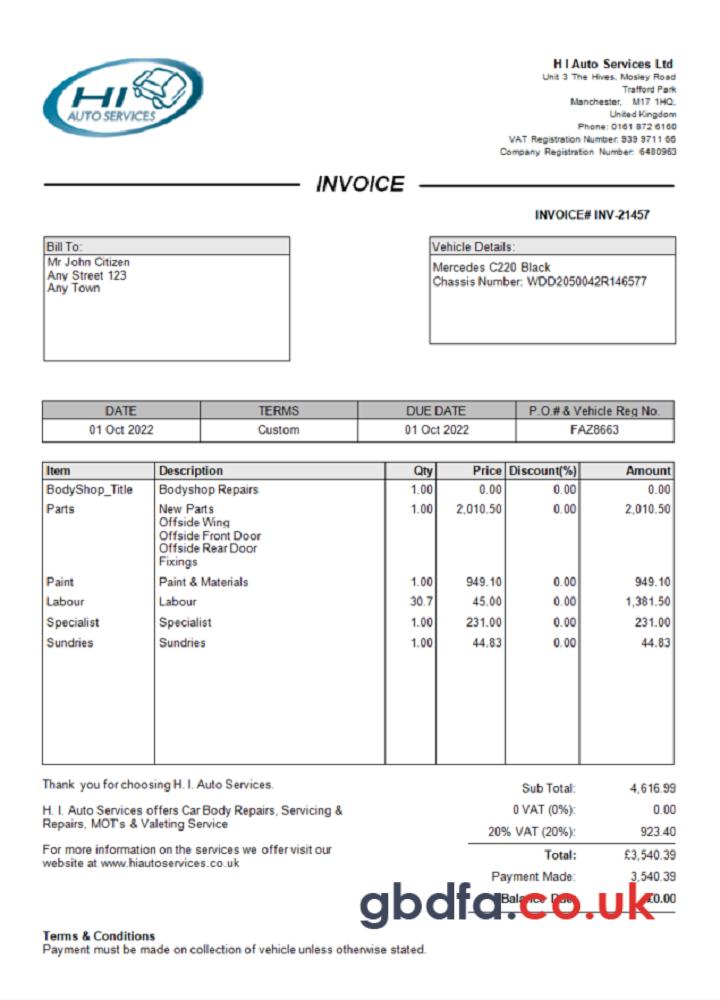 HI
AUTO SERVICES
H I Auto Services Ltd
Unit 3 The Hives, Mosley Road
Trafford Park
Manchester, M17 1HQ,
United Kingdom
Phone: 0161 872 6160
VAT Registration Number: 939 9711 66
Company Registration Number: 6480963
INVOICE
INVOICE# INV-21457
Bill To:
Mr John Citizen
Any Street 123
Any Town
Vehicle Details:
Mercedes C220 Black
Chassis Number: WDD2050042R146577
DATE TERMS DUE DATE P.O.# & Vehicle Reg No.
01 Oct 2022 Custom 01 Oct 2022 FAZ8663
Item Description Qty Price Discount(%) Amount
BodyShop_Title Bodyshop Repairs 1.00 0.00 0.00 0.00
Parts New Parts 1.00 2,010.50 0.00 2,010.50
Offside Wing
Offside Front Door
Offside Rear Door
Fixings
Paint Paint & Materials 1.00 949.10 0.00 949.10
Labour Labour 30.7 45.00 0.00 1,381.50
Specialist Specialist 1.00 231.00 0.00 231.00
Sundries Sundries 1.00 44.83 0.00 44.83
Thank you for choosing H. I. Auto Services.
H. I. Auto Services offers Car Body Repairs, Servicing &
Repairs, MOT's & Valeting Service
For more information on the services we offer visit our
website at www.hiautoservices.co.uk
Sub Total: 4,616.99
0 VAT (0%): 0.00
20% VAT (20%): 923.40
Total: £3,540.39
Payment Made: 3,540.39
Balance Due £0.00
gbdfa.co.uk
Terms & Conditions
Payment must be made on collection of vehicle unless otherwise stated.